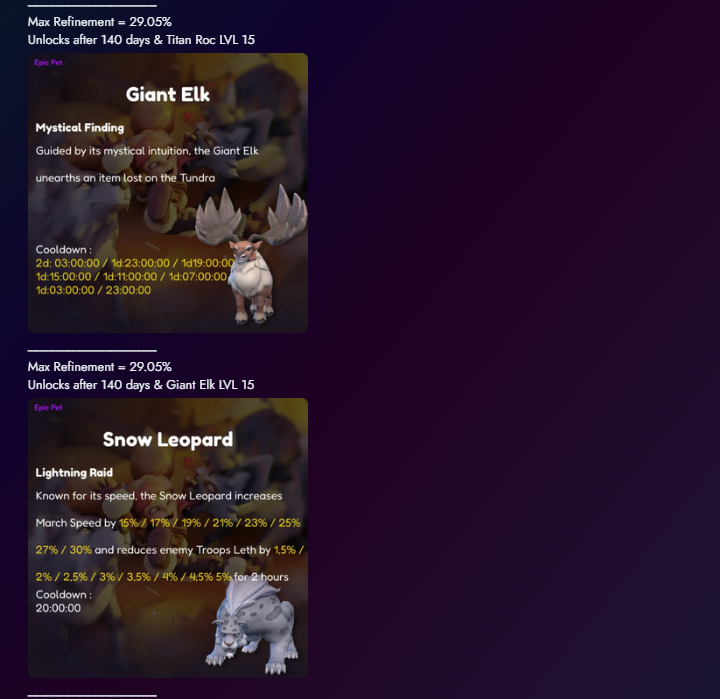 Max Refinement = 29.05%
Unlocks after 140 days & Titan Roc LVL 15
Epic Pet
Giant Elk
Mystical Finding
Guided by its mystical intuition, the Giant Elk
unearths an item lost on the Tundra
Cooldown :
2d: 03:00:00 / 1d:23:00:00 / 1d19:00:00
1d:15:00:00 / 1d:11:00:00 / 1d:07:00:00
1d:03:00:00 / 23:00:00
Max Refinement = 29.05%
Unlocks after 140 days & Giant Elk LVL 15
Epic Pet
Snow Leopard
Lightning Raid
Known for its speed, the Snow Leopard increases
March Speed by 15% / 17% / 19% / 21% / 23% / 25%
27% / 30% and reduces enemy Troops Leth by 1,5% /
2% / 2,5% / 3% / 3,5% / 4% / 4;5% 5% for 2 hours
Cooldown :
20:00:00